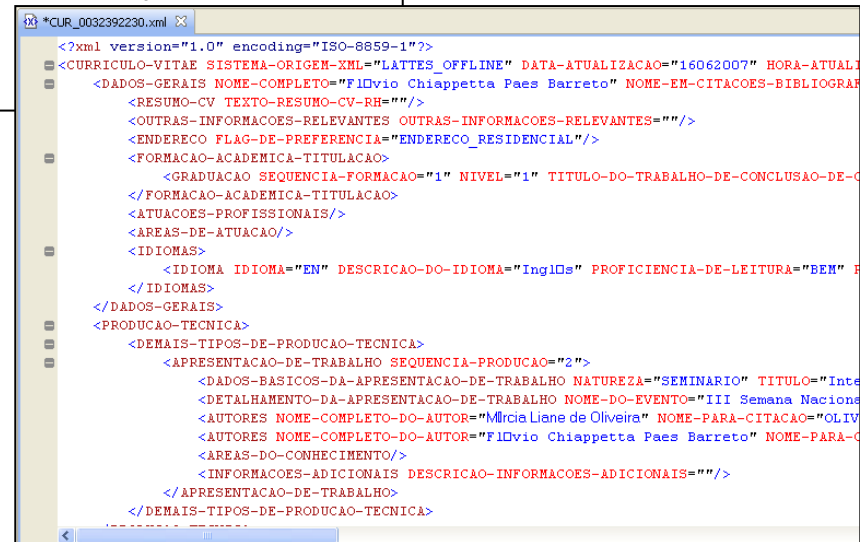 *CUR_0032392230.xml
<?xml version="1.0" encoding="ISO-8859-1"?>
<CURRICULO-VITAE SISTEMA-ORIGEM-XML="LATTES_OFFLINE" DATA-ATUALIZACAO="16062007" HORA-ATUALI
<DADOS-GERAIS NOME-COMPLETO="Fl□vio Chiappetta Paes Barreto" NOME-EM-CITACOES-BIBLIOGRAF
<RESUMO-CV TEXTO-RESUMO-CV-RH=""/>
<OUTRAS-INFORMACOES-RELEVANTES OUTRAS-INFORMACOES-RELEVANTES=""/>
<ENDERECO FLAG-DE-PREFERENCIA="ENDERECO_RESIDENCIAL"/>
<FORMACAO-ACADEMICA-TITULACAO>
<GRADUACAO SEQUENCIA-FORMACAO="1" NIVEL="1" TITULO-DO-TRABALHO-DE-CONCLUSAO-DE-C
</FORMACAO-ACADEMICA-TITULACAO>
<ATUACOES-PROFISSIONAIS/>
<AREAS-DE-ATUACAO/>
<IDIOMAS>
<IDIOMA IDIOMA="EN" DESCRICAO-DO-IDIOMA="Ingl□s" PROFICIENCIA-DE-LEITURA="BEM" P
</IDIOMAS>
</DADOS-GERAIS>
<PRODUCAO-TECNICA>
<DEMAIS-TIPOS-DE-PRODUCAO-TECNICA>
<APRESENTACAO-DE-TRABALHO SEQUENCIA-PRODUCAO="2">
<DADOS-BASICOS-DA-APRESENTACAO-DE-TRABALHO NATUREZA="SEMINARIO" TITULO="Inte
<DETALHAMENTO-DA-APRESENTACAO-DE-TRABALHO NOME-DO-EVENTO="III Semana Naciona
<AUTORES NOME-COMPLETO-DO-AUTOR="M□rcia Liane de Oliveira" NOME-PARA-CITACAO="OLIV
<AUTORES NOME-COMPLETO-DO-AUTOR="Fl□vio Chiappetta Paes Barreto" NOME-PARA-C
<AREAS-DO-CONHECIMENTO/>
<INFORMACOES-ADICIONAIS DESCRICAO-INFORMACOES-ADICIONAIS=""/>
</APRESENTACAO-DE-TRABALHO>
</DEMAIS-TIPOS-DE-PRODUCAO-TECNICA>